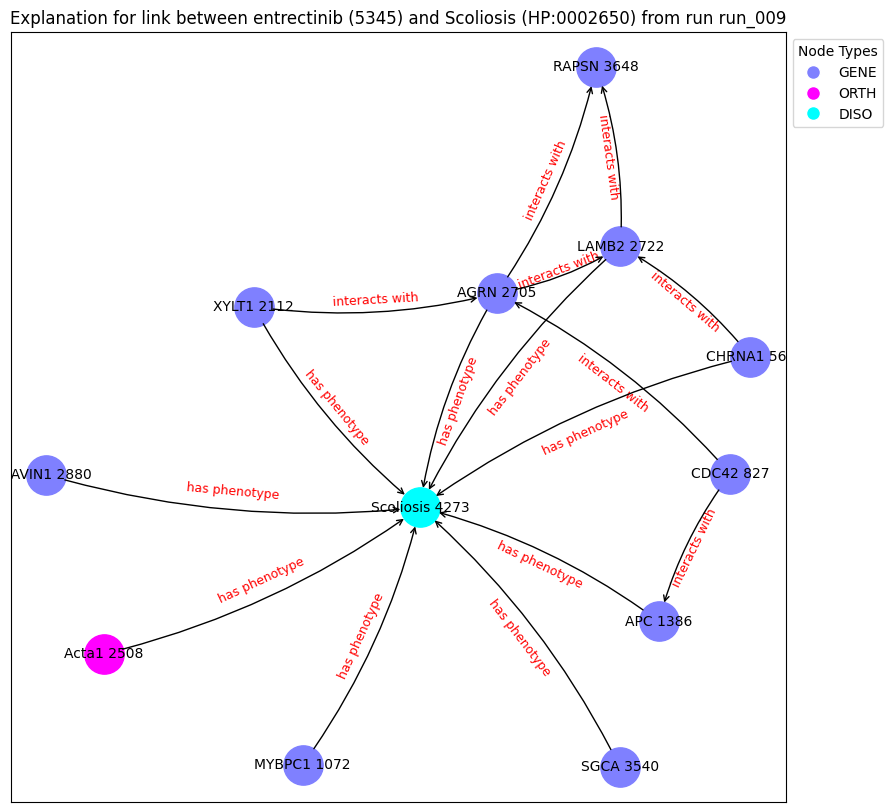 Explanation for link between entrectinib (5345) and Scoliosis (HP:0002650) from run run_009
Node Types
GENE
ORTH
DISO
RAPSN 3648
interacts with
interacts with
LAMB2 2722
interacts with
AGRN 2705
XYLT1 2112
interacts with
interacts with
CHRNA1 56
has phenotype
has phenotype
has phenotype
interacts with
has phenotype
AVIN1 2880
has phenotype
CDC42 827
Scoliosis 4273
interacts with
has phenotype
has phenotype
APC 1386
has phenotype
has phenotype
Acta1 2508
MYBPC1 1072
SGCA 3540